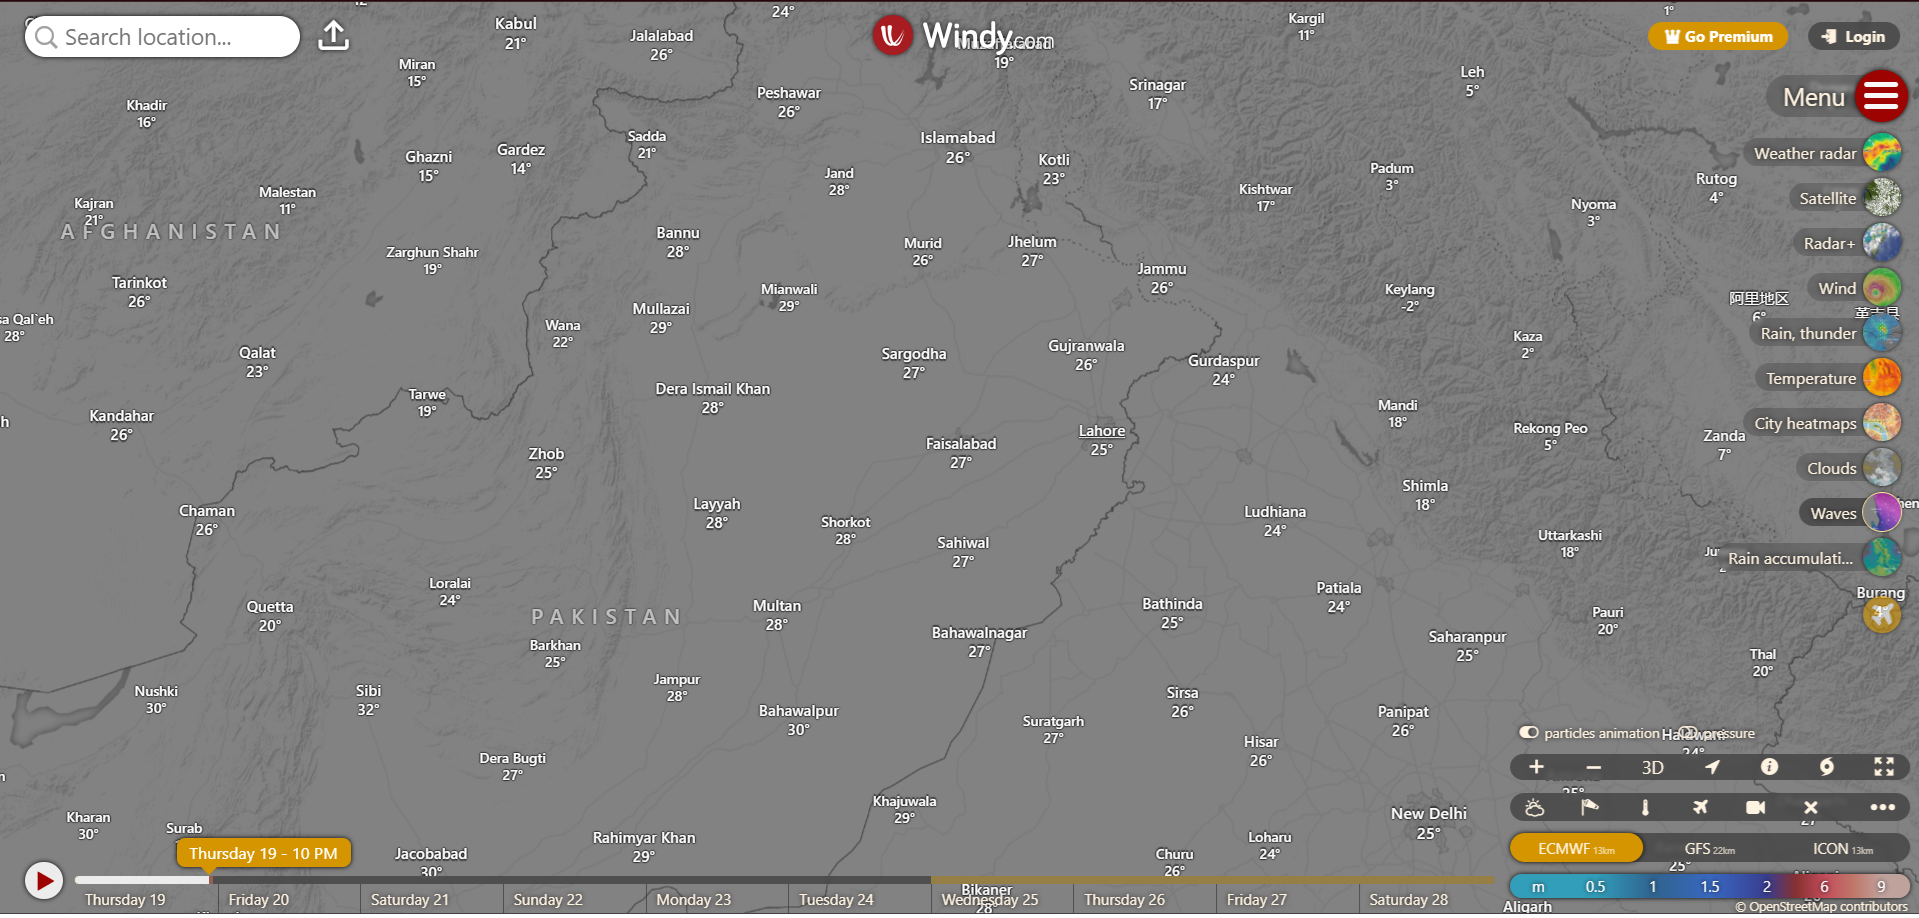 24°
Search location...
Kabul
21°
Jalalabad
26°
Windy.com
Muzaffarabad
19°
Kargil
11°
1°
Go Premium
Login
Miran
15°
Khadir
16°
Peshawar
26°
Srinagar
17°
Leh
5°
Menu
Ghazni
15°
Gardez
14°
Sadda
21°
Islamabad
26°
Kotli
23°
Weather radar
Jand
28°
Malestan
11°
Kajran
21°
AFGHANISTAN
Kishtwar
17°
Padum
3°
Rutog
4°
Nyoma
3°
Satellite
Zarghun Shahr
19°
Bannu
28°
Murid
26°
Jhelum
27°
Radar+
Tarinkot
26°
Mianwali
29°
Jammu
26°
Keylang
-2°
Wind
阿里地区
6°
革吉县
sa Qal`eh
28°
Wana
22°
Mullazai
29°
Kaza
2°
Rain, thunder
Qalat
23°
Sargodha
27°
Gujranwala
26°
Gurdaspur
24°
Temperature
Tarwe
19°
Dera Ismail Khan
28°
Mandi
18°
Kandahar
26°
h
Lahore
25°
Rekong Peo
5°
Zanda
7°
City heatmaps
Zhob
25°
Faisalabad
27°
Clouds
Chaman
26°
Layyah
28°
Shorkot
28°
Ludhiana
24°
Shimla
18°
Waves
Sahiwal
27°
Uttarkashi
18°
Rain accumulati...
Loralai
24°
Quetta
20°
PAKISTAN
Multan
28°
Bathinda
25°
Patiala
24°
Pauri
20°
Burang
Barkhan
25°
Bahawalnagar
27°
Saharanpur
25°
Thal
20°
Nushki
30°
Sibi
32°
Jampur
28°
Bahawalpur
30°
Suratgarh
27°
Sirsa
26°
Panipat
26°
Hisar
26°
particles animation
Haldwani
24°
pressure
Dera Bugti
27°
3D
Kharan
30°
Surab
Khajuwala
29°
New Delhi
25°
Rahimyar Khan
29°
Loharu
24°
Thursday 19 - 10 PM
Jacobabad
30°
Churu
26°
ECMWF 13km
GFS 22km
ICON 13km
25°
m 0.5 1 1.5 2 6 9
Bikaner
28°
Thursday 19
Friday 20
Saturday 21
Sunday 22
Monday 23
Tuesday 24
Wednesday 25
Thursday 26
Friday 27
Saturday 28
Aligarh
© OpenStreetMap contributors